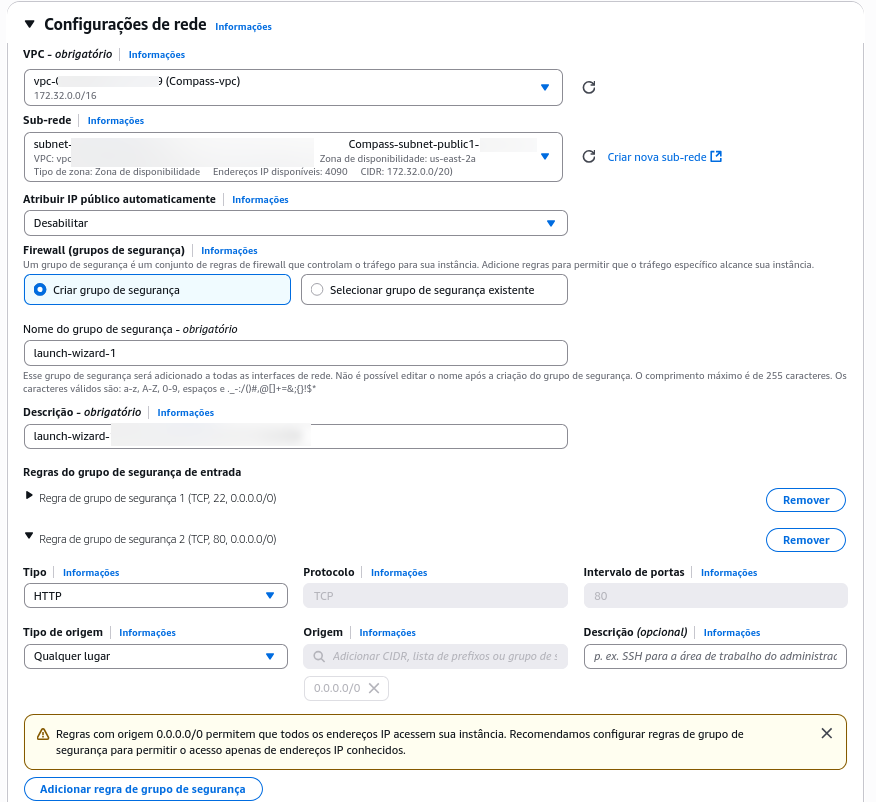 Configurações de rede Informações
VPC - obrigatório Informações
vpc- 9 (Compass-vpc)
172.32.0.0/16
Sub-rede Informações
subnet- Compass-subnet-public1-
VPC: vpc Zona de disponibilidade: us-east-2a
Tipo de zona: Zona de disponibilidade Endereços IP disponíveis: 4090 CIDR: 172.32.0.0/20)
Criar nova sub-rede
Atribuir IP público automaticamente Informações
Desabilitar
Firewall (grupos de segurança) Informações
Um grupo de segurança é um conjunto de regras de firewall que controlam o tráfego para sua instância. Adicione regras para permitir que o tráfego específico alcance sua instância.
Criar grupo de segurança Selecionar grupo de segurança existente
Nome do grupo de segurança - obrigatório
launch-wizard-1
Esse grupo de segurança será adicionado a todas as interfaces de rede. Não é possível editar o nome após a criação do grupo de segurança. O comprimento máximo é de 255 caracteres. Os
caracteres válidos são: a-z, A-Z, 0-9, espaços e ._-:/()#,@[]+=&;{}!$*
Descrição - obrigatório Informações
launch-wizard-
Regras do grupo de segurança de entrada
Regra de grupo de segurança 1 (TCP, 22, 0.0.0.0/0) Remover
Regra de grupo de segurança 2 (TCP, 80, 0.0.0.0/0) Remover
Tipo Informações Protocolo Informações Intervalo de portas Informações
HTTP TCP 80
Tipo de origem Informações Origem Informações Descrição (opcional) Informações
Qualquer lugar Adicionar CIDR, lista de prefixos ou grupo de s p. ex. SSH para a área de trabalho do administrac
0.0.0.0/0
Regras com origem 0.0.0.0/0 permitem que todos os endereços IP acessem sua instância. Recomendamos configurar regras de grupo de
segurança para permitir o acesso apenas de endereços IP conhecidos.
Adicionar regra de grupo de segurança